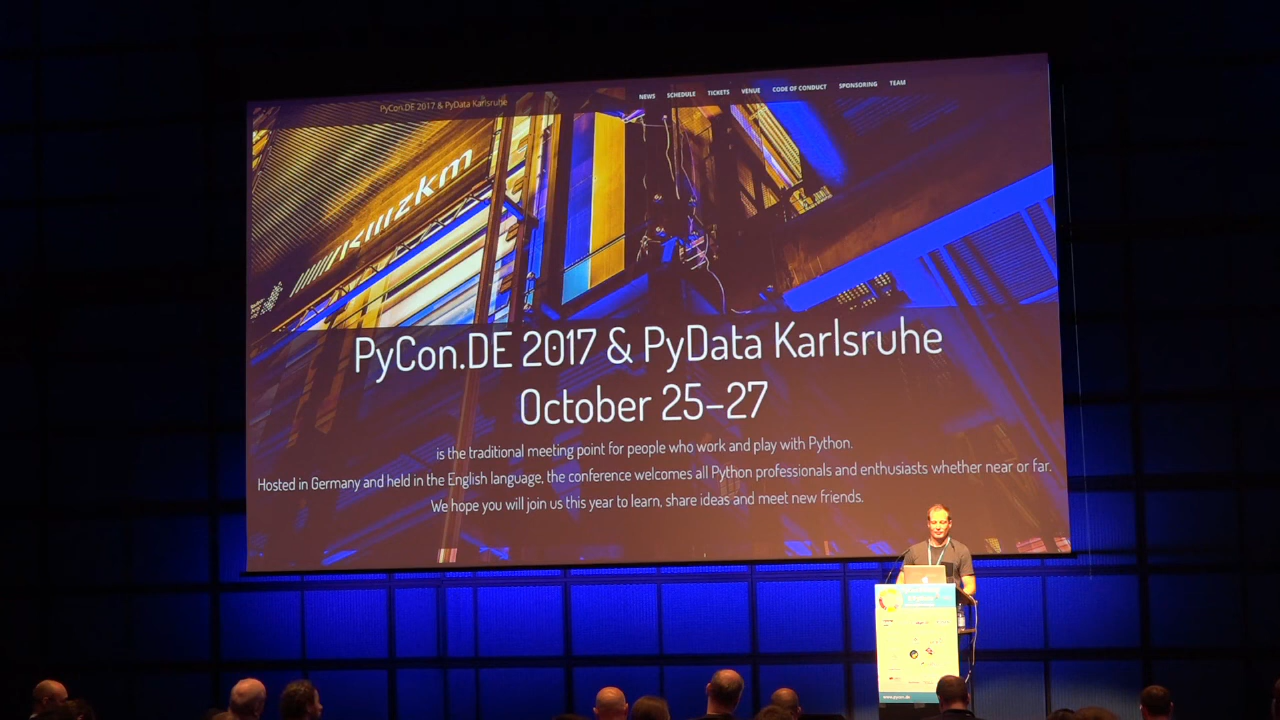 PyCon.DE 2017 & PyData Karlsruhe
NEWS SCHEDULE TICKETS VENUE CODE OF CONDUCT SPONSORING TEAM
zkm
PyCon.DE 2017 & PyData Karlsruhe
October 25–27
is the traditional meeting point for people who work and play with Python.
Hosted in Germany and held in the English language, the conference welcomes all Python professionals and enthusiasts whether near or far.
We hope you will join us this year to learn, share ideas and meet new friends.
www.pycon.de